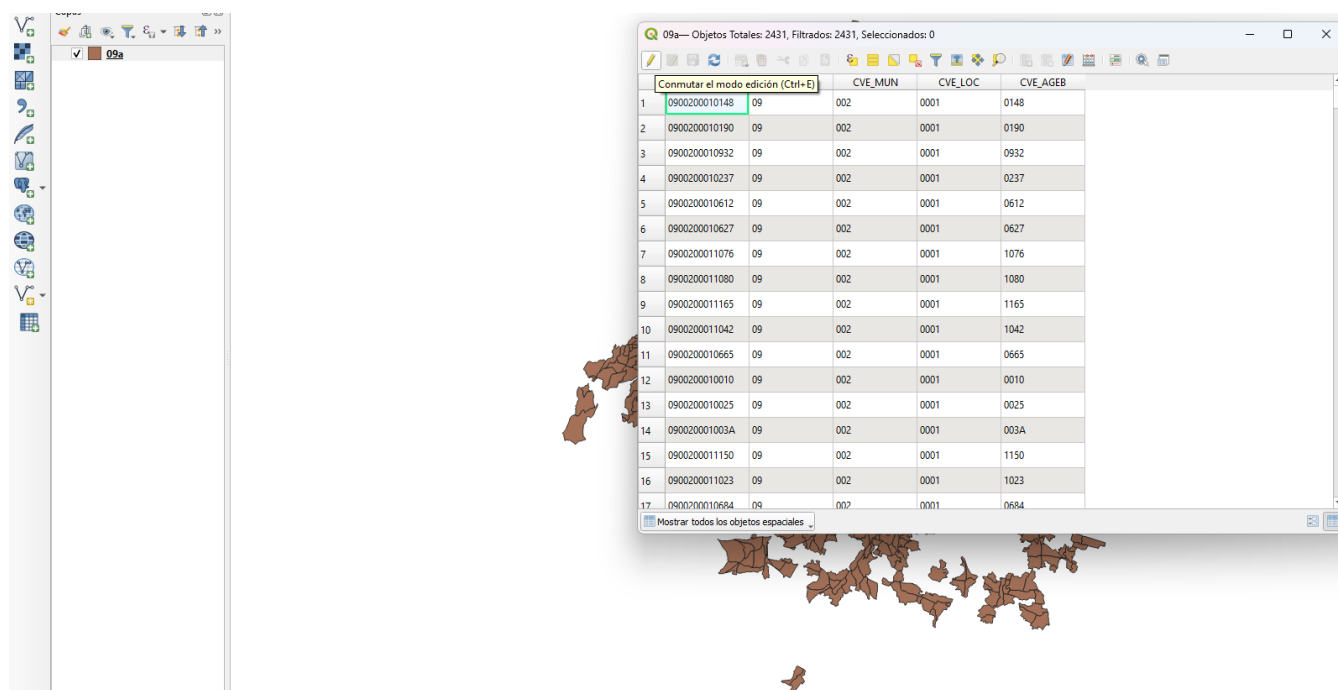 09a
09a— Objetos Totales: 2431, Filtrados: 2431, Seleccionados: 0
Conmutar el modo edición (Ctrl+E)
CVE_MUN CVE_LOC CVE_AGEB
1 0900200010148 09 002 0001 0148
2 0900200010190 09 002 0001 0190
3 0900200010932 09 002 0001 0932
4 0900200010237 09 002 0001 0237
5 0900200010612 09 002 0001 0612
6 0900200010627 09 002 0001 0627
7 0900200011076 09 002 0001 1076
8 0900200011080 09 002 0001 1080
9 0900200011165 09 002 0001 1165
10 0900200011042 09 002 0001 1042
11 0900200010665 09 002 0001 0665
12 0900200010010 09 002 0001 0010
13 0900200010025 09 002 0001 0025
14 090020001003A 09 002 0001 003A
15 0900200011150 09 002 0001 1150
16 0900200011023 09 002 0001 1023
17 0900200010684 09 002 0001 0684
Mostrar todos los objetos espaciales